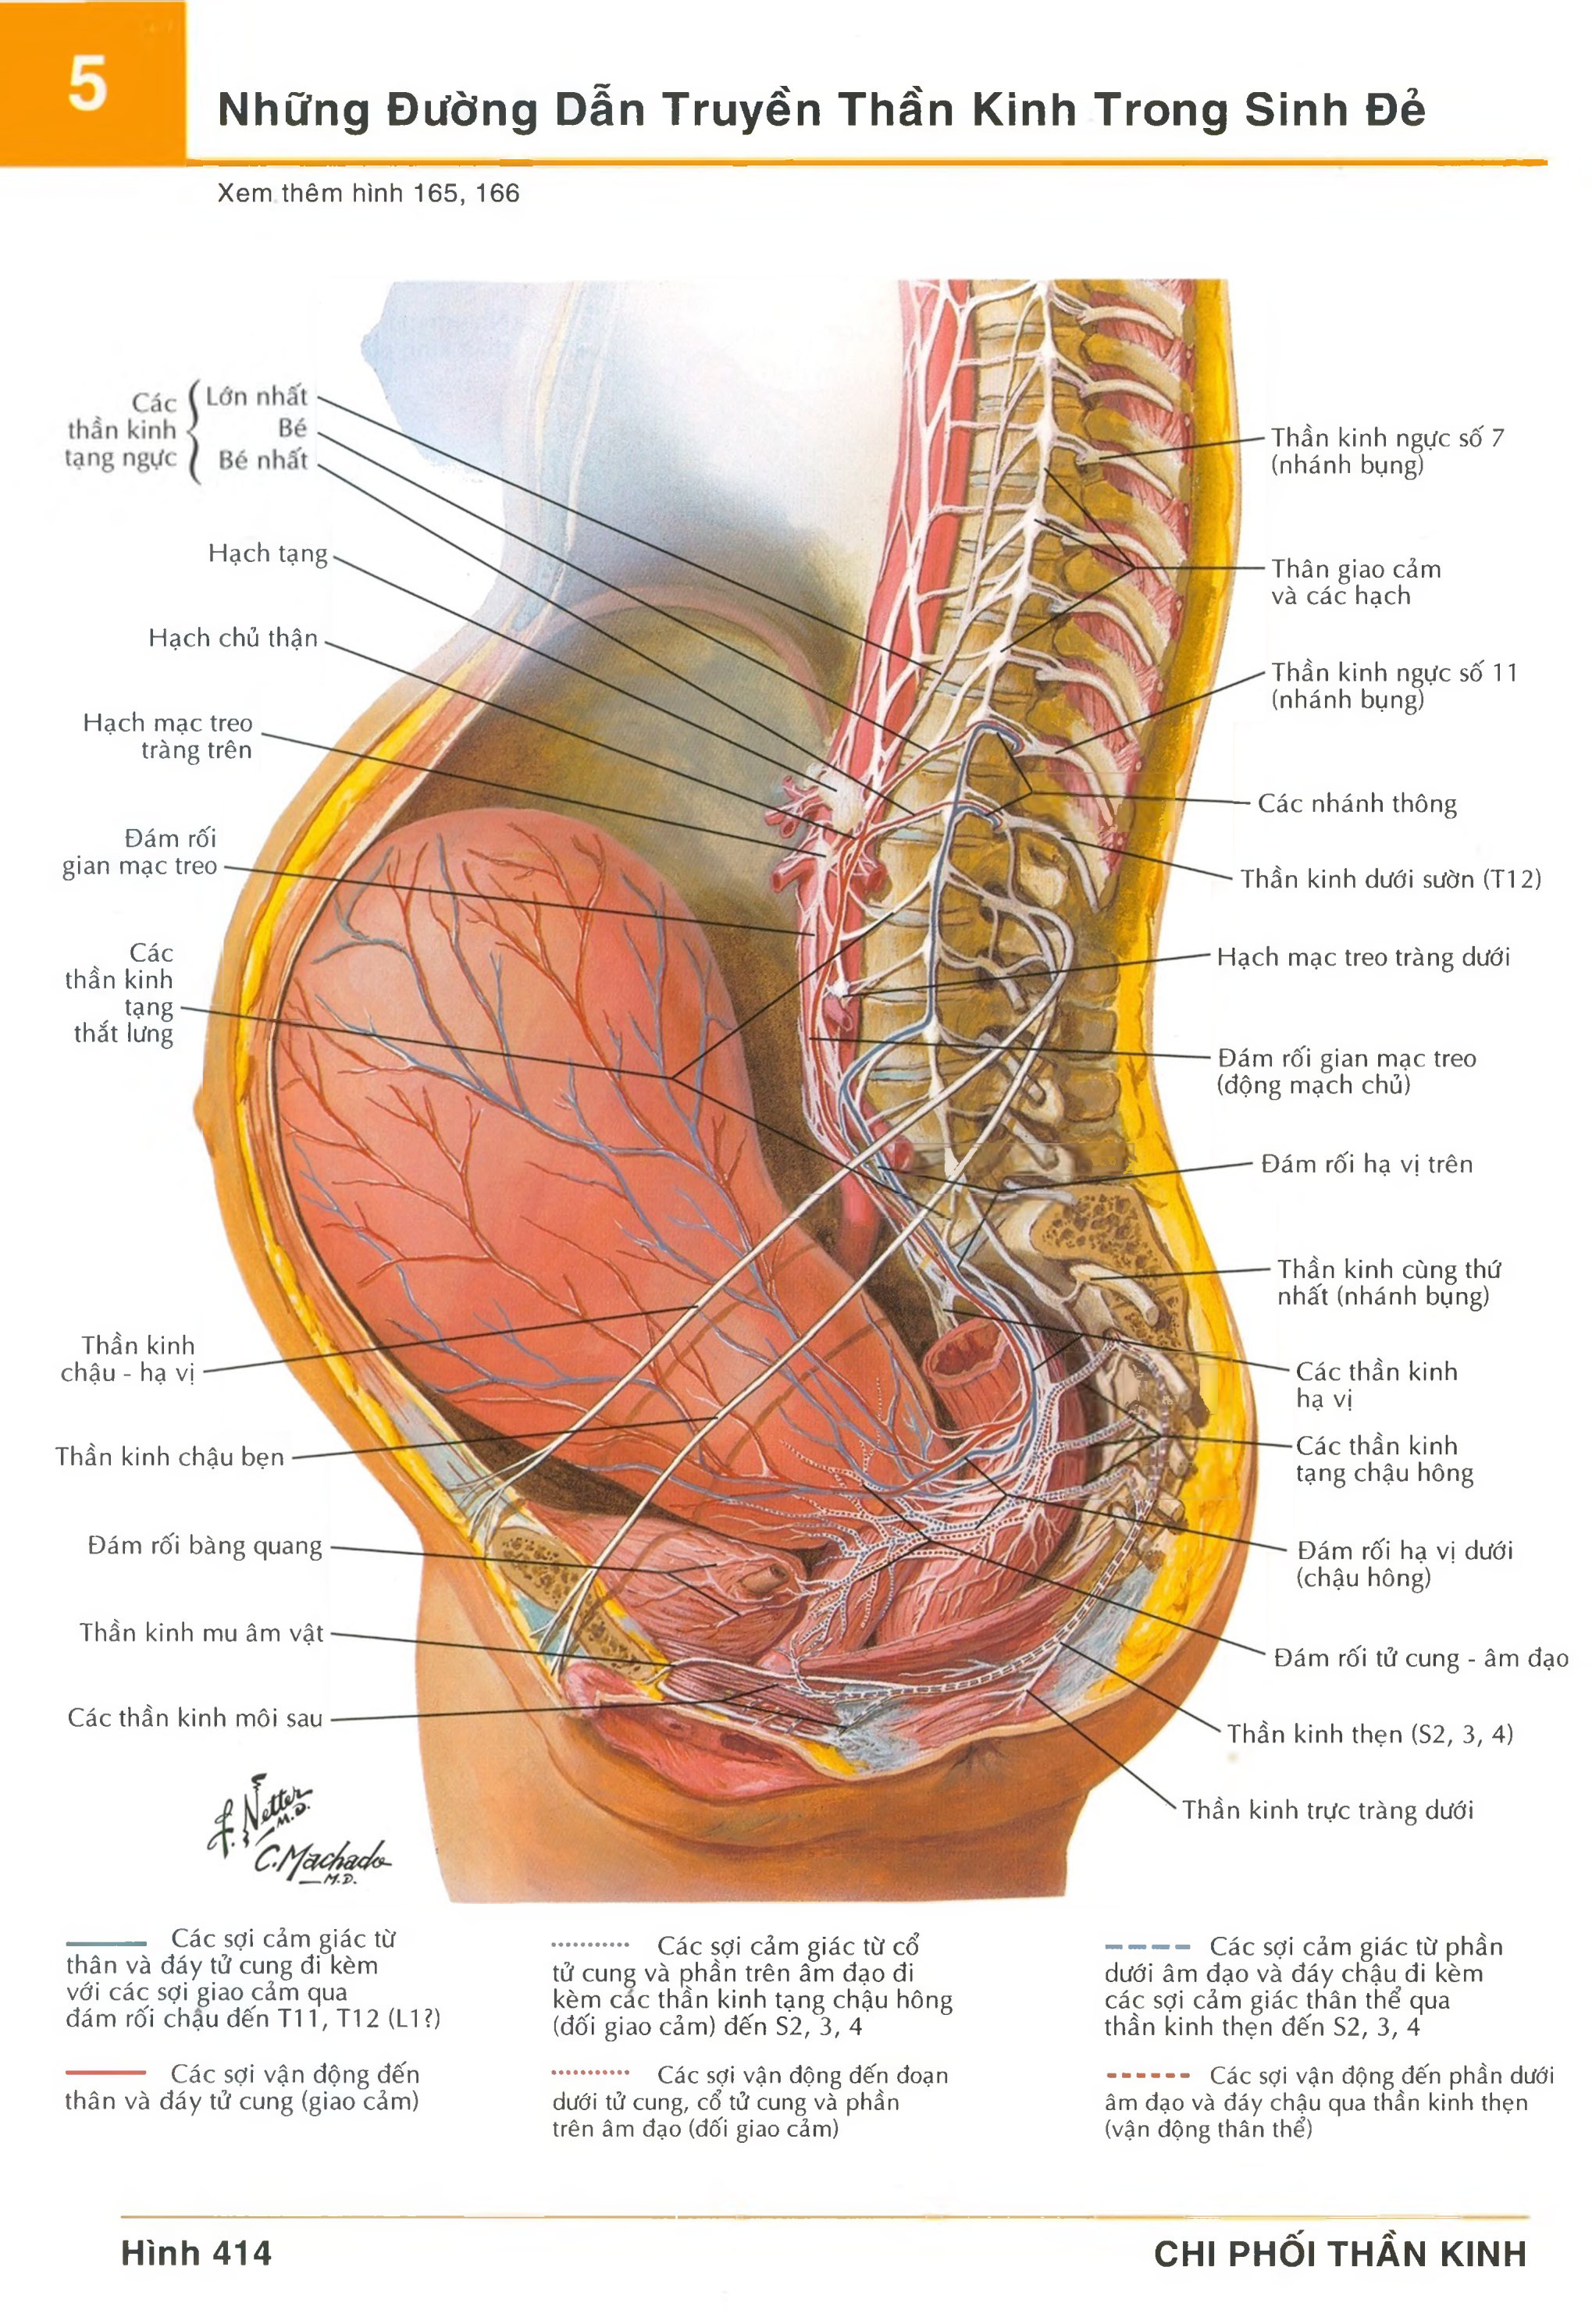 5
Những Đường Dẫn Truyền Thần Kinh Trong Sinh Đẻ
Xem thêm hình 165, 166
Các
thần kinh
tạng ngực
Lớn nhất
Bé
Bé nhất
Hạch tạng
Hạch chủ thận
Hạch mạc treo
tràng trên
Đám rối
gian mạc treo
Các
thần kinh
tạng
thắt lưng
Thần kinh
chậu - hạ vị
Thần kinh chậu bẹn
Đám rối bàng quang
Thần kinh mu âm vật
Các thần kinh môi sau
Thần kinh ngực số 7
(nhánh bụng)
Thân giao cảm
và các hạch
Thần kinh ngực số 11
(nhánh bụng)
Các nhánh thông
Thần kinh dưới sườn (T12)
Hạch mạc treo tràng dưới
Đám rối gian mạc treo
(động mạch chủ)
Đám rối hạ vị trên
Thần kinh cùng thứ
nhất (nhánh bụng)
Các thần kinh
hạ vị
Các thần kinh
tạng chậu hông
Đám rối hạ vị dưới
(chậu hông)
Đám rối tử cung - âm đạo
Thần kinh thẹn (S2, 3, 4)
Thần kinh trực tràng dưới
F. Netter
M.D.
C. Machado
M.D.
Các sợi cảm giác từ
thân và đáy tử cung đi kèm
với các sợi giao cảm qua
đám rối chậu đến T11, T12 (L1?)
Các sợi vận động đến
thân và đáy tử cung (giao cảm)
Các sợi cảm giác từ cổ
tử cung và phần trên âm đạo đi
kèm các thần kinh tạng chậu hông
(đối giao cảm) đến S2, 3, 4
Các sợi vận động đến đoạn
dưới tử cung, cổ tử cung và phần
trên âm đạo (đối giao cảm)
Các sợi cảm giác từ phần
dưới âm đạo và đáy chậu đi kèm
các sợi cảm giác thân thể qua
thần kinh thẹn đến S2, 3, 4
Các sợi vận động đến phần dưới
âm đạo và đáy chậu qua thần kinh thẹn
(vận động thân thể)
Hình 414
CHI PHỐI THẦN KINH